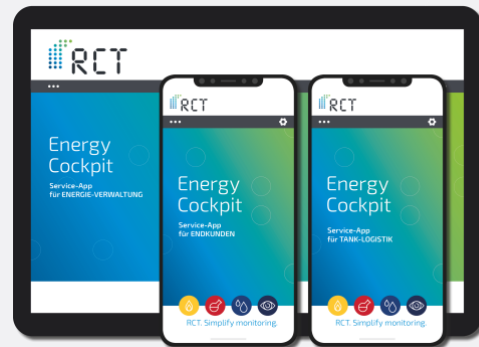 RCT
Energy
Cockpit
Service-App
für ENERGIE-VERWALTUNG
RCT
Energy
Cockpit
Service-App
für ENDKUNDEN
RCT. Simplify monitoring.
RCT
Energy
Cockpit
Service-App
für TANK-LOGISTIK
RCT. Simplify monitoring.